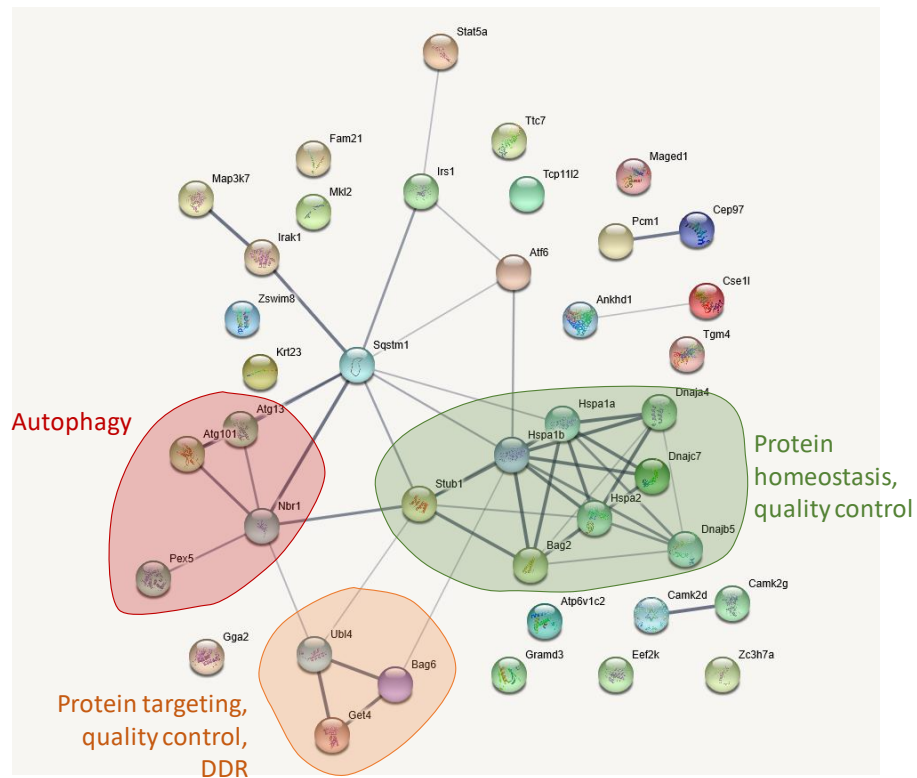 Stat5a
Ttc7
Fam21
Maged1
Irs1
Map3k7
Tcp11l2
Mkl2
Cep97
Pcm1
Irak1
Atf6
Cse1l
Zswim8
Ankhd1
Tgm4
Sqstm1
Krt23
Dnaja4
Hspa1a
Autophagy
Atg13
Atg101
Hspa1b
Dnajc7
Protein
homeostasis,
quality control
Stub1
Hspa2
Nbr1
Dnajb5
Bag2
Pex5
Atp6v1c2
Camk2d
Camk2g
Ubl4
Gga2
Bag6
Gramd3
Eef2k
Zc3h7a
Get4
Protein targeting,
quality control,
DDR